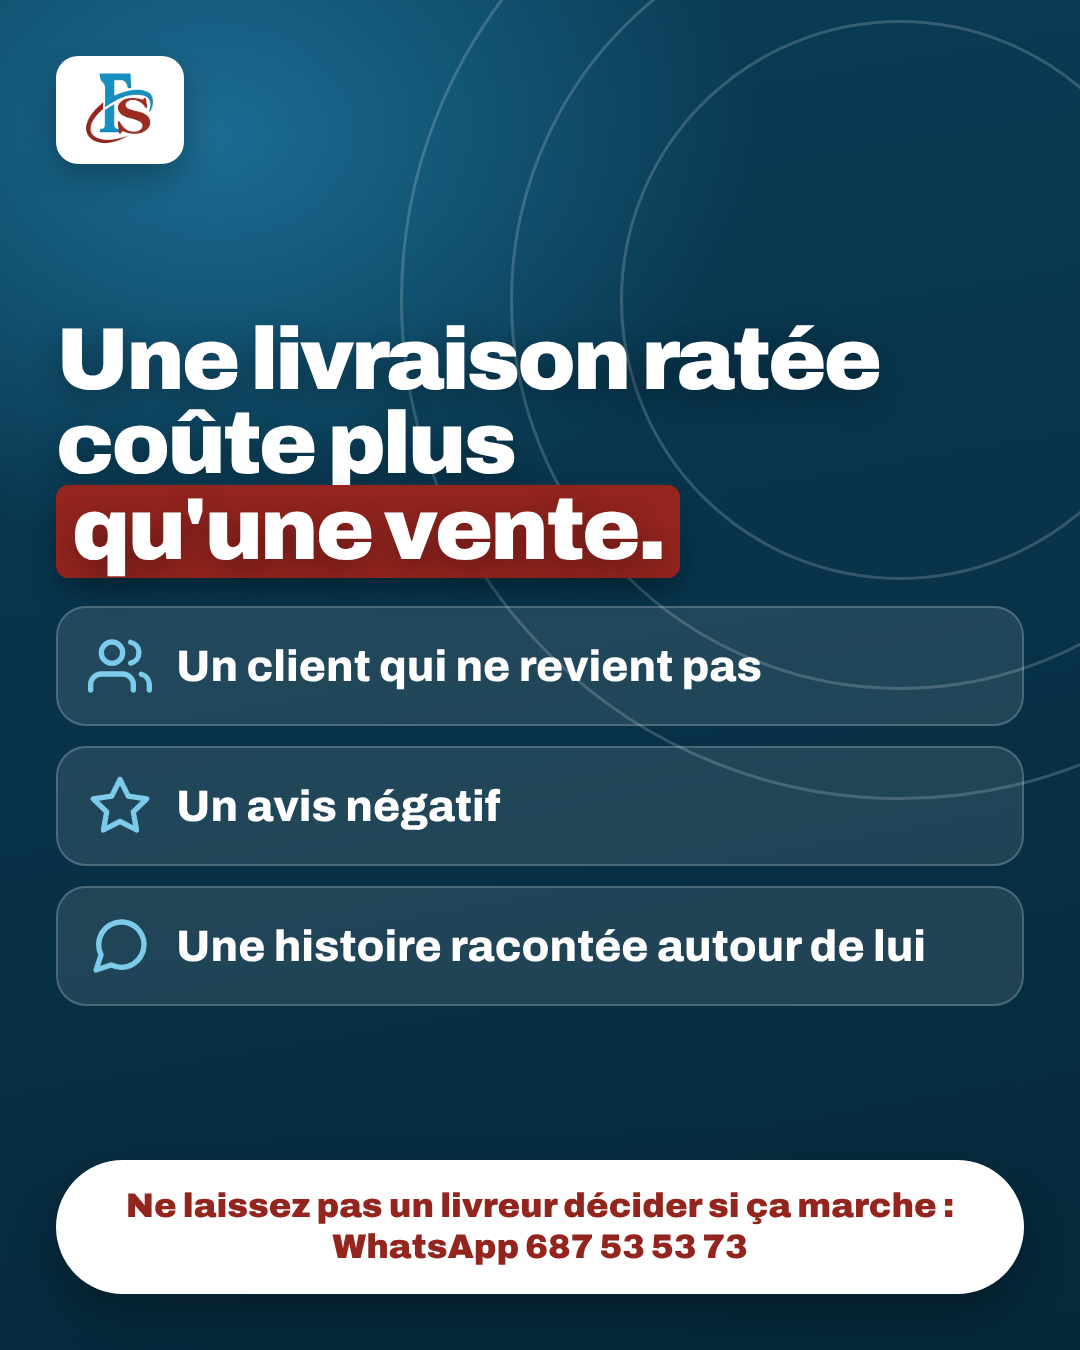 FS
Une livraison ratée
coûte plus
qu'une vente.
Un client qui ne revient pas
Un avis négatif
Une histoire racontée autour de lui
Ne laissez pas un livreur décider si ça marche :
WhatsApp 687 53 53 73